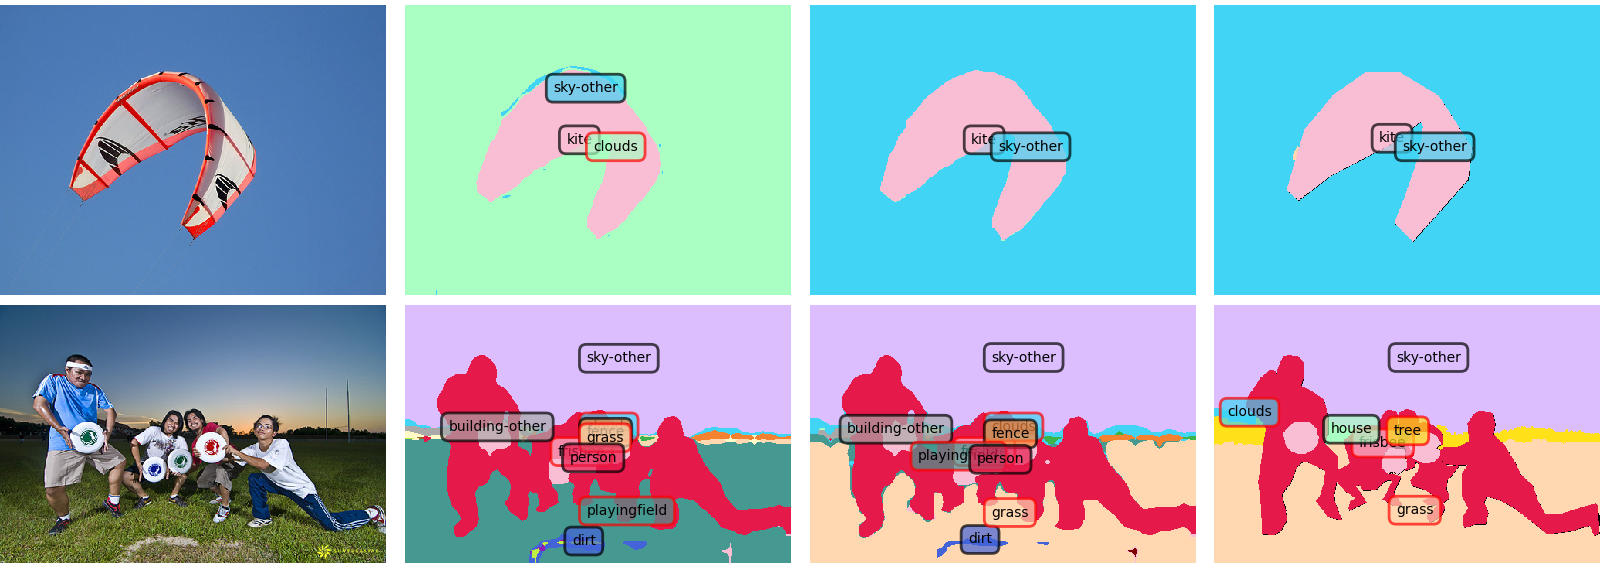 sky-other
kite
clouds
kite
sky-other
kite
sky-other
sky-other
building-other
fence
grass
person
playingfield
dirt
sky-other
building-other
clouds
fence
person
grass
dirt
sky-other
clouds
house
tree
frisbee
grass